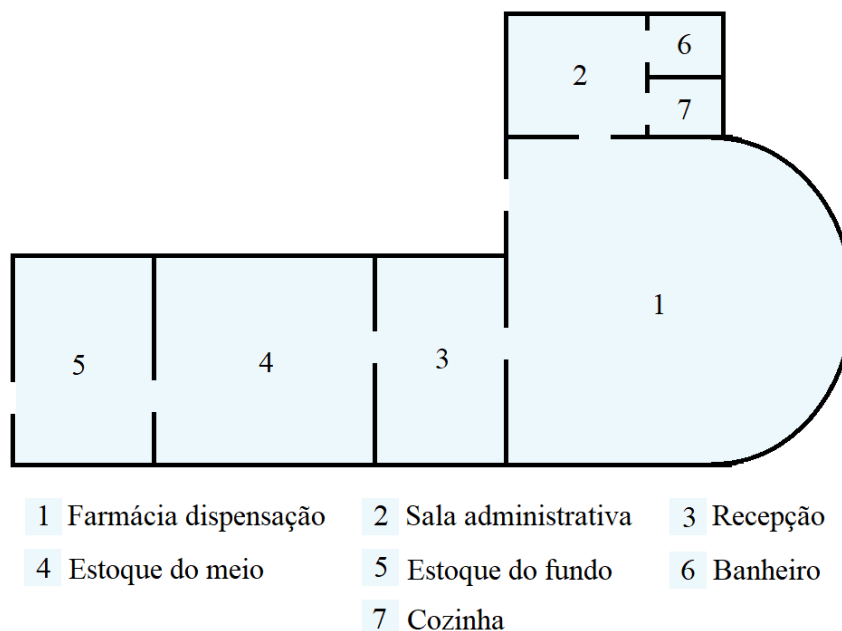 6
2
7
1
5
4
3
1 Farmácia dispensação 2 Sala administrativa 3 Recepção
4 Estoque do meio 5 Estoque do fundo 6 Banheiro
7 Cozinha